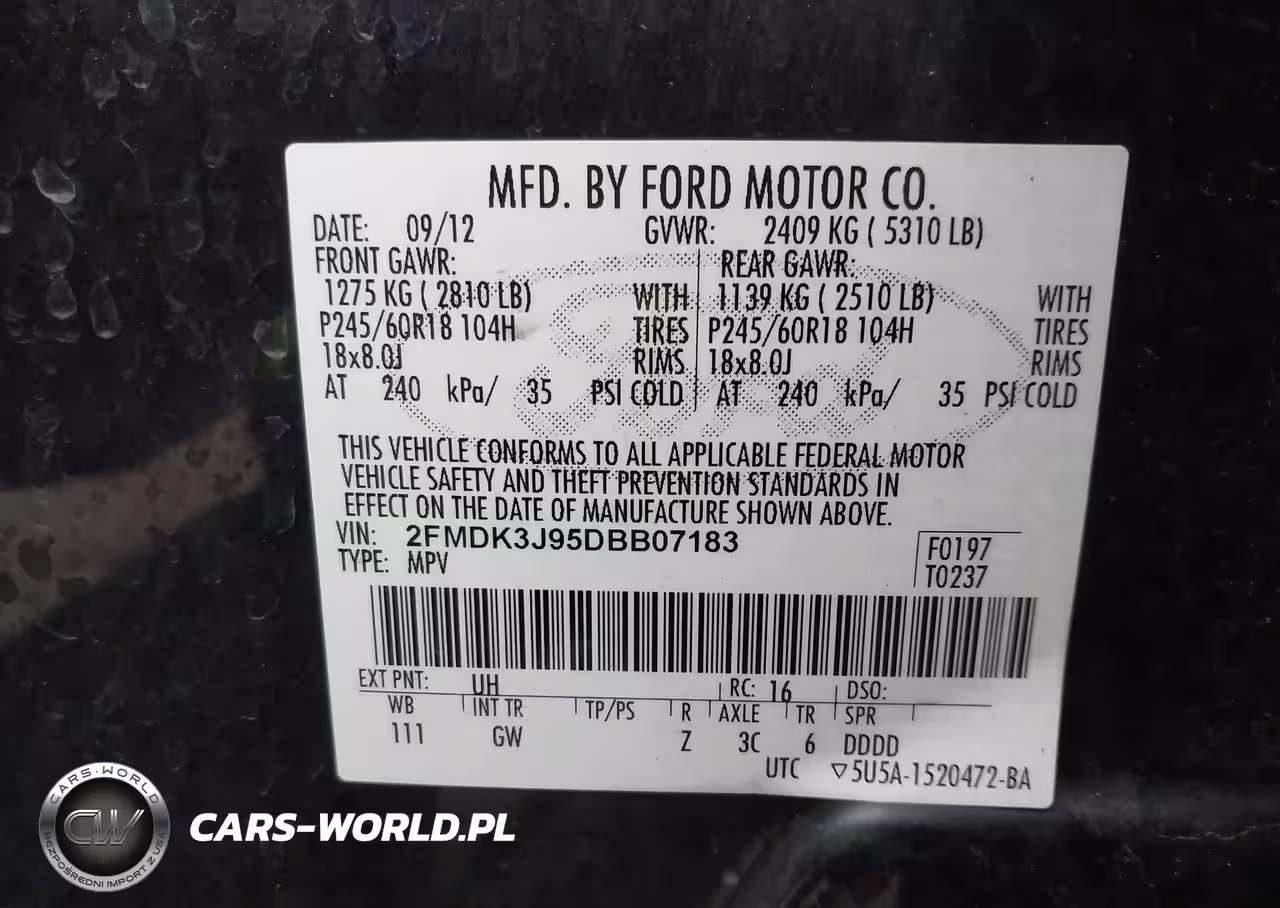 MFD. BY FORD MOTOR CO.
DATE: 09/12 GVWR: 2409 KG ( 5310 LB)
FRONT GAWR: REAR GAWR:
1275 KG ( 2810 LB) WITH 1139 KG ( 2510 LB) WITH
P245/60R18 104H TIRES P245/60R18 104H TIRES
18x8.0J RIMS 18x8.0J RIMS
AT 240 kPa/ 35 PSI COLD AT 240 kPa/ 35 PSI COLD
THIS VEHICLE CONFORMS TO ALL APPLICABLE FEDERAL MOTOR
VEHICLE SAFETY AND THEFT PREVENTION STANDARDS IN
EFFECT ON THE DATE OF MANUFACTURE SHOWN ABOVE.
VIN: 2FMDK3J95DBB07183
TYPE: MPV
F0197
T0237
EXT PNT: UH RC: 16 DSO:
WB INT TR TP/PS R AXLE TR SPR
111 GW Z 3C 6 DDDD
UTC ▽5U5A-1520472-BA
CARS-WORLD
CW
BEZPOŚREDNI IMPORT Z USA
CARS-WORLD.PL